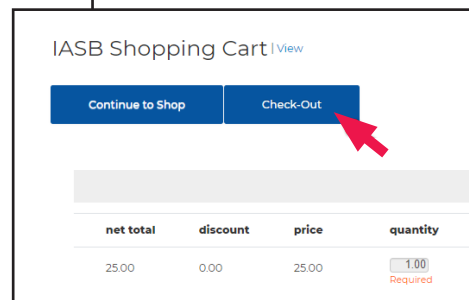 IASB Shopping Cart | View
Continue to Shop Check-Out
net total discount price quantity
25.00 0.00 25.00 1.00
Required